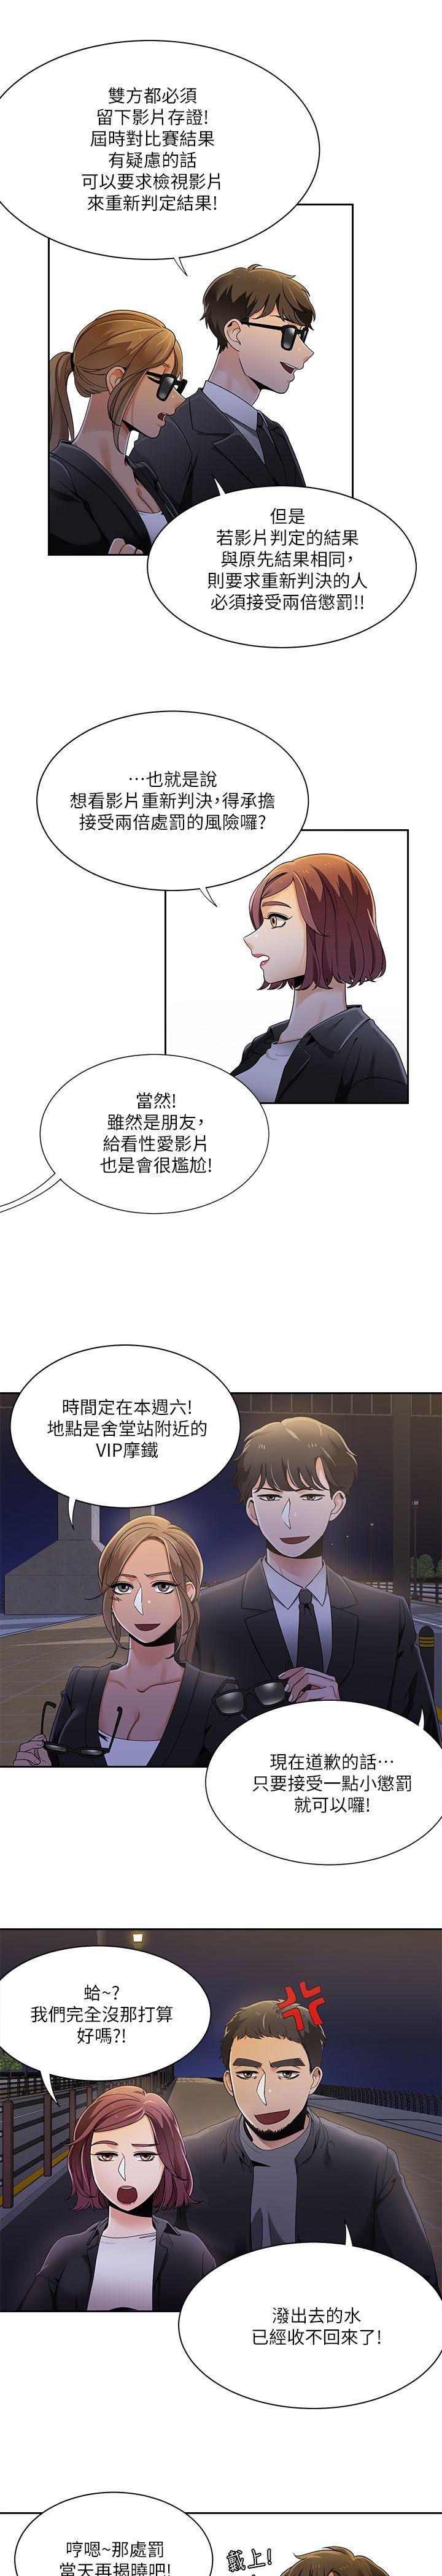 雙方都必須
留下影片存證!
屆時對比賽結果
有疑慮的話
可以要求檢視影片
來重新判定結果!
但是
若影片判定的結果
與原先結果相同,
則要求重新判決的人
必須接受兩倍懲罰!!
…也就是說
想看影片重新判決,得承擔
接受兩倍處罰的風險囉?
當然!
雖然是朋友,
給看性愛影片
也是會很尷尬!
時間定在本週六!
地點是舍堂站附近的
VIP摩鐵
現在道歉的話…
只要接受一點小懲罰
就可以囉!
蛤~?
我們完全沒那打算
好嗎?!
潑出去的水
已經收不回來了!
哼嗯~那處罰
當天再揭曉吧!
戴上!